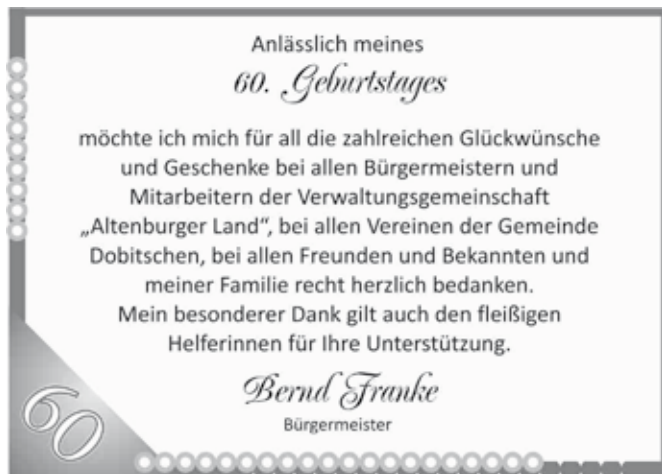 Anlässlich meines
60. Geburtstages
möchte ich mich für all die zahlreichen Glückwünsche
und Geschenke bei allen Bürgermeistern und
Mitarbeitern der Verwaltungsgemeinschaft
„Altenburger Land“, bei allen Vereinen der Gemeinde
Dobitschen, bei allen Freunden und Bekannten und
meiner Familie recht herzlich bedanken.
Mein besonderer Dank gilt auch den fleißigen
Helferinnen für Ihre Unterstützung.
Bernd Franke
Bürgermeister
60